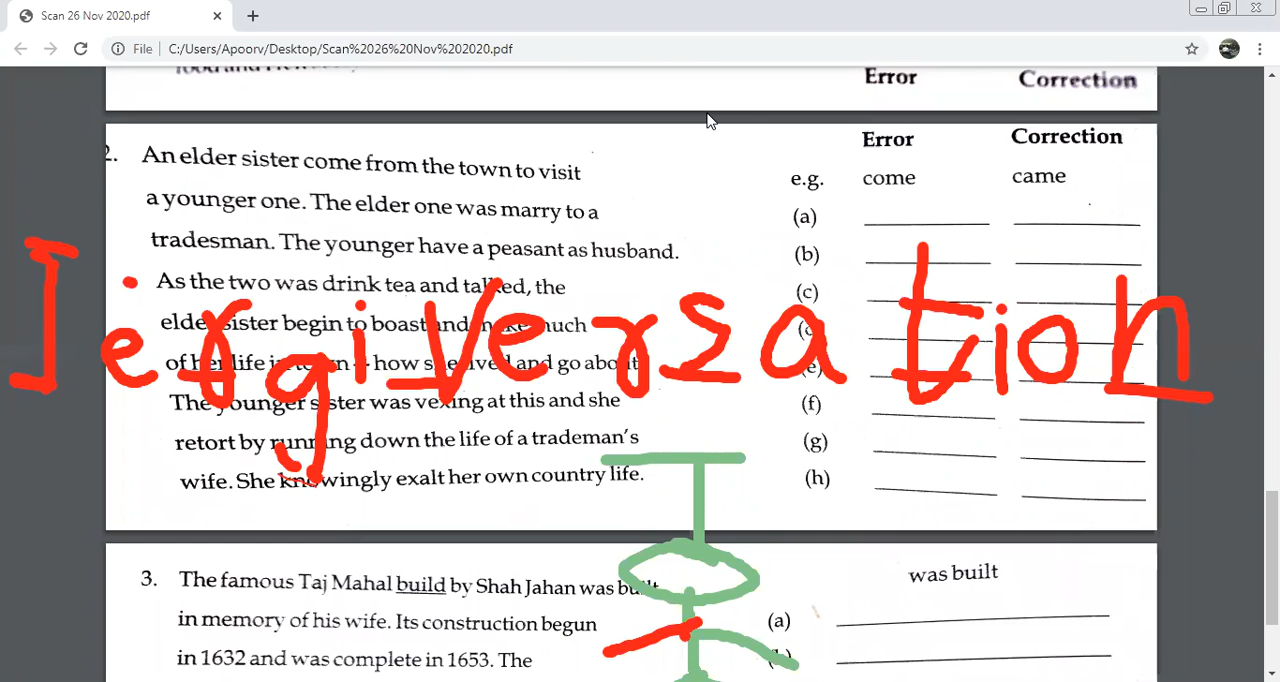 Scan 26 Nov 2020.pdf
File C:/Users/Apoorv/Desktop/Scan%2026%20Nov%202020.pdf
Error Correction
2. An elder sister come from the town to visit
Error Correction
e.g. come came
a younger one. The elder one was marry to a (a)
tradesman. The younger have a peasant as husband. (b)
As the two was drink tea and talked, the (c)
elder sister begin to boast and make much
of her life in town – how she lived and go about (e)
The younger sister was vexing at this and she (f)
retort by running down the life of a trademan's (g)
wife. She knowingly exalt her own country life. (h)
Tergiversation
3. The famous Taj Mahal build by Shah Jahan was built was built
in memory of his wife. Its construction begun (a)
in 1632 and was complete in 1653. The (b)